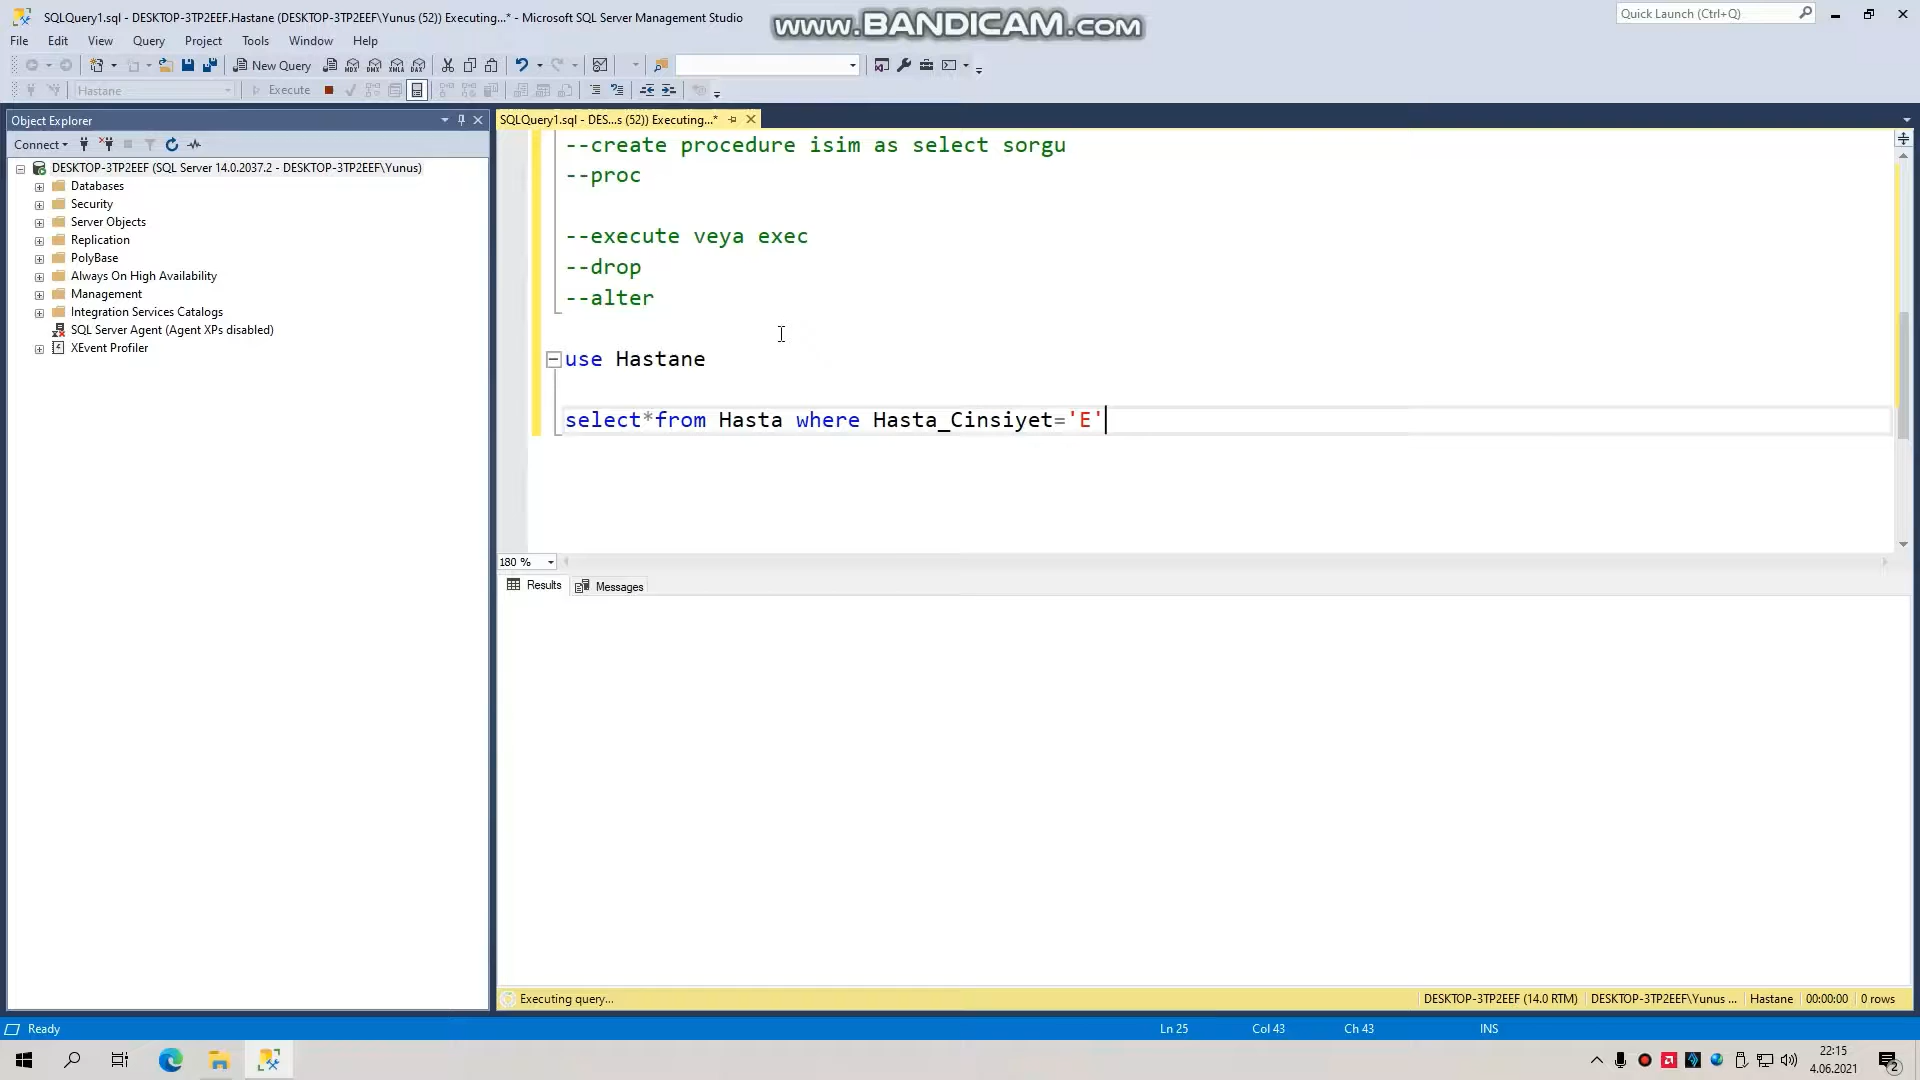 SQLQuery1.sql - DESKTOP-3TP2EEF.Hastane (DESKTOP-3TP2EEF\Yunus (52)) Executing...* - Microsoft SQL Server Management Studio
www.BANDICAM.com
Quick Launch (Ctrl+Q)
File Edit View Query Project Tools Window Help
New Query
MDX DMX XMLA DAX
Hastane
Execute
Object Explorer
SQLQuery1.sql - DES...s (52)) Executing...*
Connect
DESKTOP-3TP2EEF (SQL Server 14.0.2037.2 - DESKTOP-3TP2EEF\Yunus)
Databases
Security
Server Objects
Replication
PolyBase
Always On High Availability
Management
Integration Services Catalogs
SQL Server Agent (Agent XPs disabled)
XEvent Profiler
--create procedure isim as select sorgu
--proc
--execute veya exec
--drop
--alter
use Hastane
select*from Hasta where Hasta_Cinsiyet='E'
180 %
Results Messages
Executing query...
DESKTOP-3TP2EEF (14.0 RTM) DESKTOP-3TP2EEF\Yunus ... Hastane 00:00:00 0 rows
Ready
Ln 25 Col 43 Ch 43 INS
22:15
4.06.2021
2